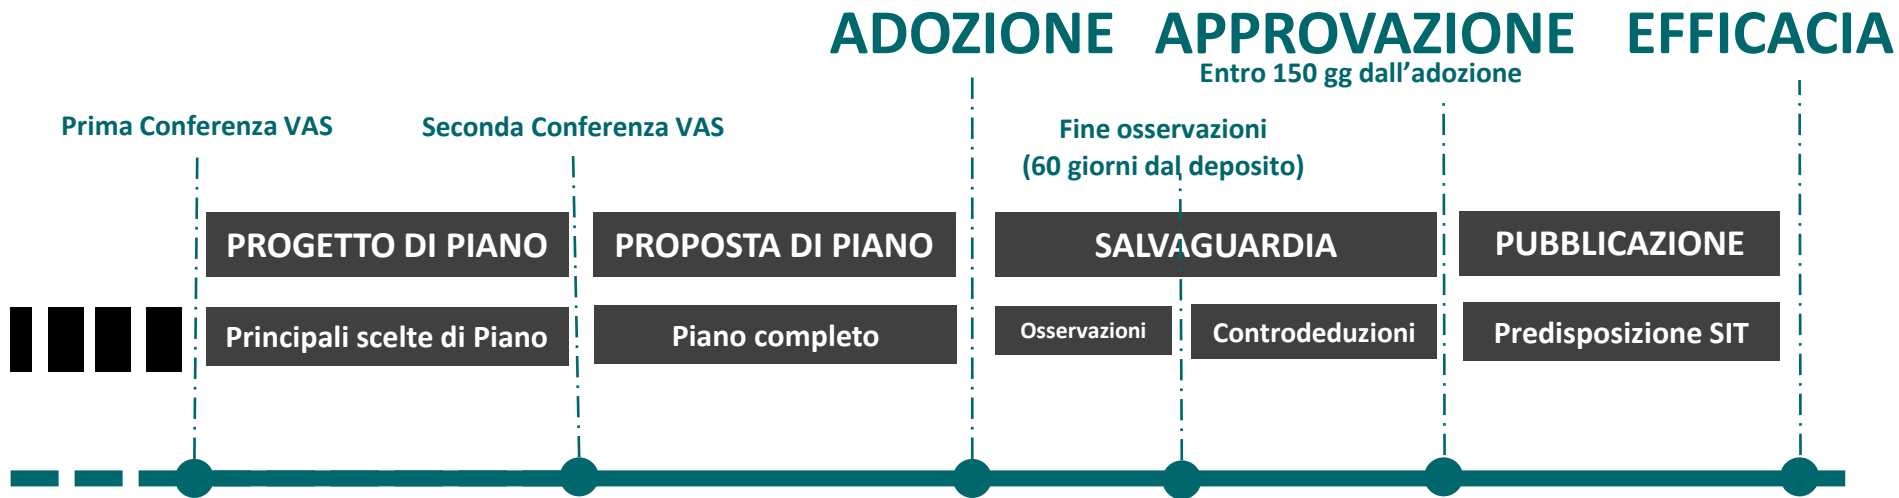 ADOZIONE APPROVAZIONE EFFICACIA
Entro 150 gg dall'adozione
Prima Conferenza VAS
Seconda Conferenza VAS
Fine osservazioni
(60 giorni dal deposito)
PROGETTO DI PIANO
PROPOSTA DI PIANO
SALVAGUARDIA
PUBBLICAZIONE
Principali scelte di Piano
Piano completo
Osservazioni
Controdeduzioni
Predisposizione SIT